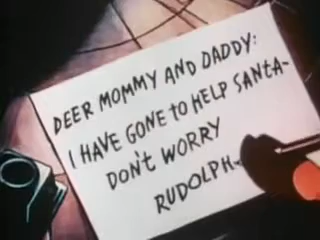 DEER MOMMY AND DADDY:
I HAVE GONE TO HELP SANTA-
DON'T WORRY
RUDOLPH-